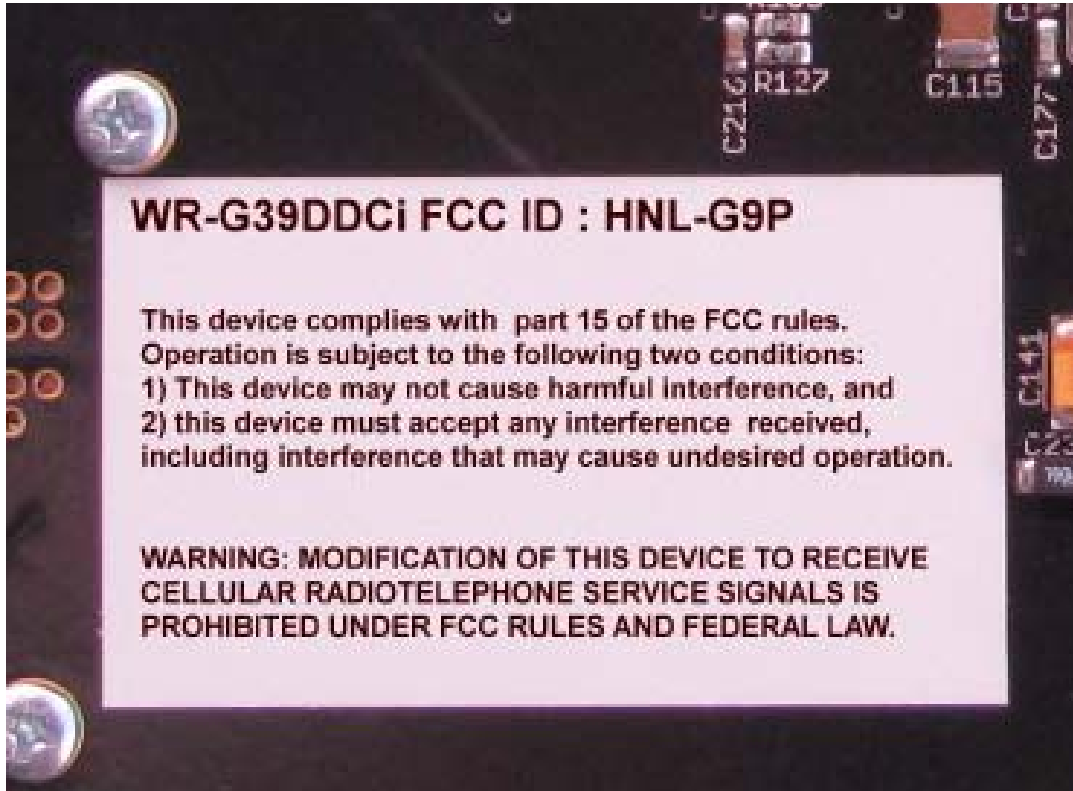 R127
C216
C115
C177
WR-G39DDCi FCC ID : HNL-G9P
This device complies with part 15 of the FCC rules.
Operation is subject to the following two conditions:
1) This device may not cause harmful interference, and
2) this device must accept any interference received,
including interference that may cause undesired operation.
C141
WARNING: MODIFICATION OF THIS DEVICE TO RECEIVE
CELLULAR RADIOTELEPHONE SERVICE SIGNALS IS
PROHIBITED UNDER FCC RULES AND FEDERAL LAW.